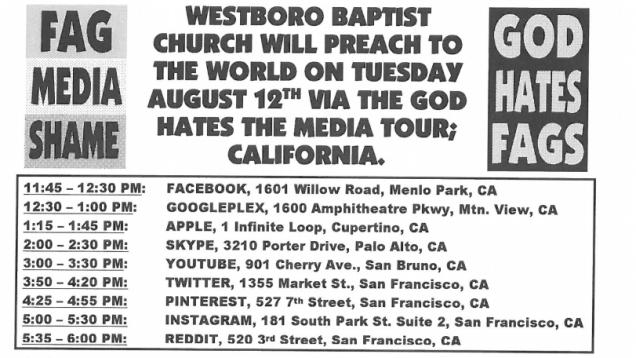 FAG
MEDIA
SHAME
WESTBORO BAPTIST
CHURCH WILL PREACH TO
THE WORLD ON TUESDAY
AUGUST 12TH VIA THE GOD
HATES THE MEDIA TOUR;
CALIFORNIA.
GOD
HATES
FAGS
11:45 – 12:30 PM: FACEBOOK, 1601 Willow Road, Menlo Park, CA
12:30 – 1:00 PM: GOOGLEPLEX, 1600 Amphitheatre Pkwy, Mtn. View, CA
1:15 – 1:45 PM: APPLE, 1 Infinite Loop, Cupertino, CA
2:00 – 2:30 PM: SKYPE, 3210 Porter Drive, Palo Alto, CA
3:00 – 3:30 PM: YOUTUBE, 901 Cherry Ave., San Bruno, CA
3:50 – 4:20 PM: TWITTER, 1355 Market St., San Francisco, CA
4:25 – 4:55 PM: PINTEREST, 527 7th Street, San Francisco, CA
5:00 – 5:30 PM: INSTAGRAM, 181 South Park St. Suite 2, San Francisco, CA
5:35 – 6:00 PM: REDDIT, 520 3rd Street, San Francisco, CA